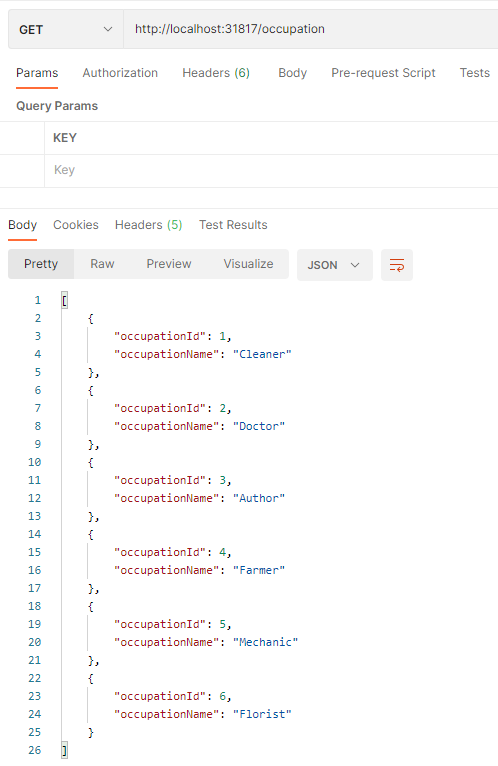 GET http://localhost:31817/occupation
Params Authorization Headers (6) Body Pre-request Script Tests
Query Params
KEY
Key
Body Cookies Headers (5) Test Results
Pretty Raw Preview Visualize JSON
1 [
2 {
3 "occupationId": 1,
4 "occupationName": "Cleaner"
5 },
6 {
7 "occupationId": 2,
8 "occupationName": "Doctor"
9 },
10 {
11 "occupationId": 3,
12 "occupationName": "Author"
13 },
14 {
15 "occupationId": 4,
16 "occupationName": "Farmer"
17 },
18 {
19 "occupationId": 5,
20 "occupationName": "Mechanic"
21 },
22 {
23 "occupationId": 6,
24 "occupationName": "Florist"
25 }
26 ]